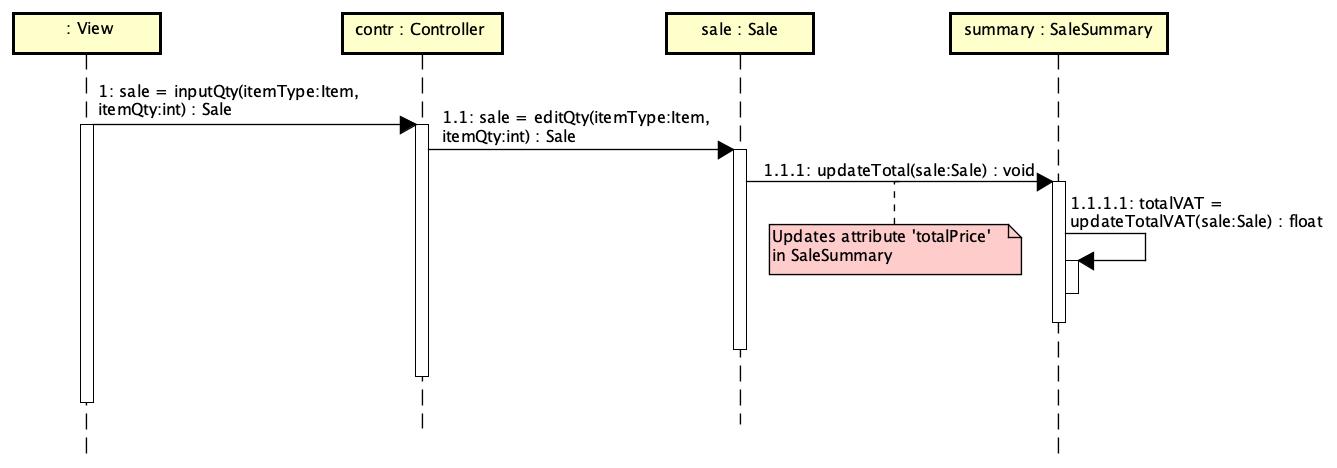 : View
contr : Controller
sale : Sale
summary : SaleSummary
1: sale = inputQty(itemType:Item,
itemQty:int) : Sale
1.1: sale = editQty(itemType:Item,
itemQty:int) : Sale
1.1.1: updateTotal(sale:Sale) : void
1.1.1.1: totalVAT =
updateTotalVAT(sale:Sale) : float
Updates attribute 'totalPrice'
in SaleSummary